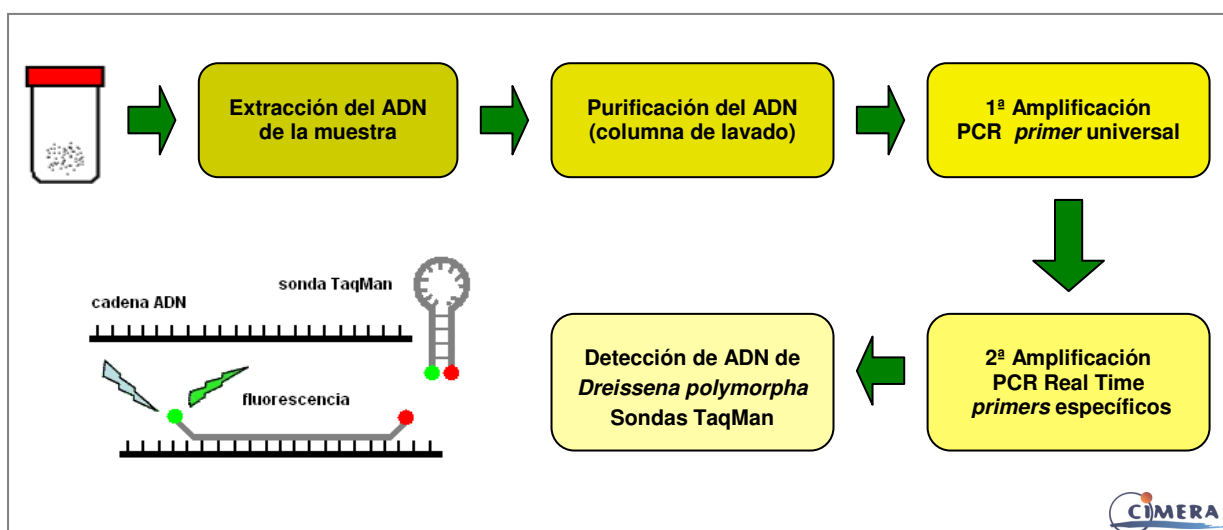 Extracción del ADN
de la muestra
Purificación del ADN
(columna de lavado)
1ª Amplificación
PCR primer universal
2ª Amplificación
PCR Real Time
primers específicos
Detección de ADN de
Dreissena polymorpha
Sondas TaqMan
sonda TaqMan
cadena ADN
fluorescencia
CIMERA